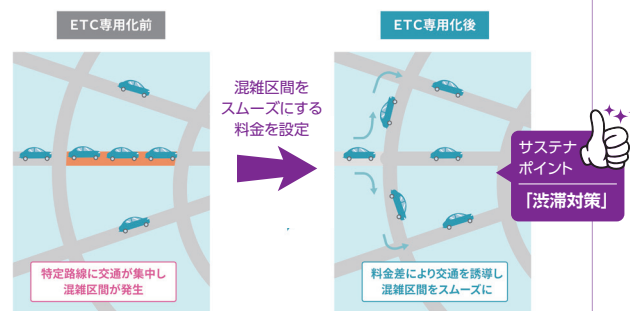 ETC専用化前
ETC専用化後
混雑区間を
スムーズにする
料金を設定
サステナ
ポイント
「渋滞対策」
特定路線に交通が集中し
混雑区間が発生
料金差により交通を誘導し
混雑区間をスムーズに